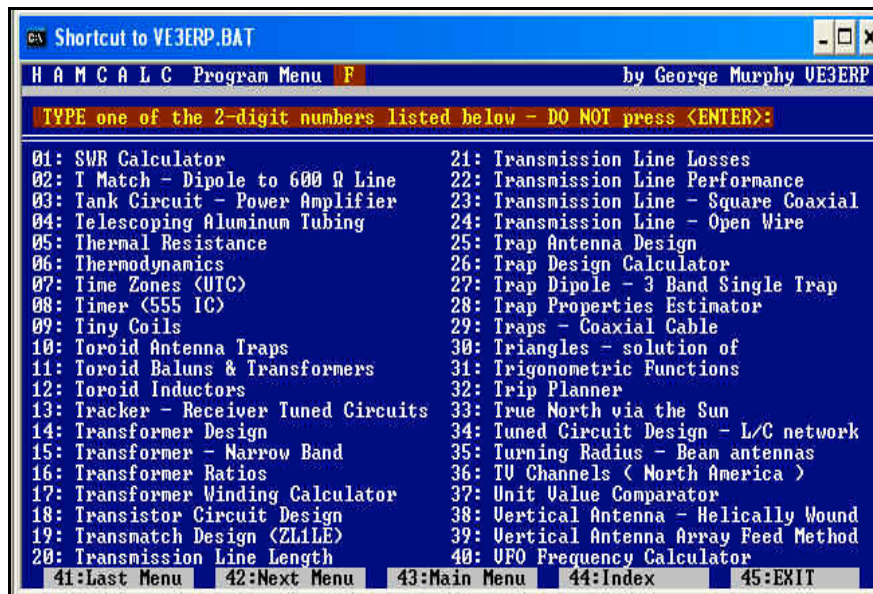 Shortcut to VE3ERP.BAT
H A M C A L C Program Menu F by George Murphy VE3ERP
TYPE one of the 2-digit numbers listed below - DO NOT press <ENTER>:
01: SWR Calculator
02: T Match - Dipole to 600 Ω Line
03: Tank Circuit - Power Amplifier
04: Telescoping Aluminum Tubing
05: Thermal Resistance
06: Thermodynamics
07: Time Zones (UTC)
08: Timer (555 IC)
09: Tiny Coils
10: Toroid Antenna Traps
11: Toroid Baluns & Transformers
12: Toroid Inductors
13: Tracker - Receiver Tuned Circuits
14: Transformer Design
15: Transformer - Narrow Band
16: Transformer Ratios
17: Transformer Winding Calculator
18: Transistor Circuit Design
19: Transmatch Design (ZL1LE)
20: Transmission Line Length
21: Transmission Line Losses
22: Transmission Line Performance
23: Transmission Line - Square Coaxial
24: Transmission Line - Open Wire
25: Trap Antenna Design
26: Trap Design Calculator
27: Trap Dipole - 3 Band Single Trap
28: Trap Properties Estimator
29: Traps - Coaxial Cable
30: Triangles - solution of
31: Trigonometric Functions
32: Trip Planner
33: True North via the Sun
34: Tuned Circuit Design - L/C network
35: Turning Radius - Beam antennas
36: TV Channels ( North America )
37: Unit Value Comparator
38: Vertical Antenna - Helically Wound
39: Vertical Antenna Array Feed Method
40: VFO Frequency Calculator
41:Last Menu 42:Next Menu 43:Main Menu 44:Index 45:EXIT